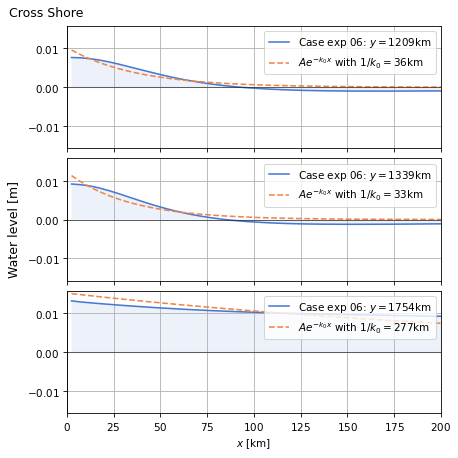 Cross Shore
0.01
0.00
−0.01
Case exp 06: y = 1209km
Ae^{−k₀x} with 1/k₀ = 36km
0.01
0.00
−0.01
Case exp 06: y = 1339km
Ae^{−k₀x} with 1/k₀ = 33km
Water level [m]
0.01
0.00
−0.01
Case exp 06: y = 1754km
Ae^{−k₀x} with 1/k₀ = 277km
0 25 50 75 100 125 150 175 200
x [km]